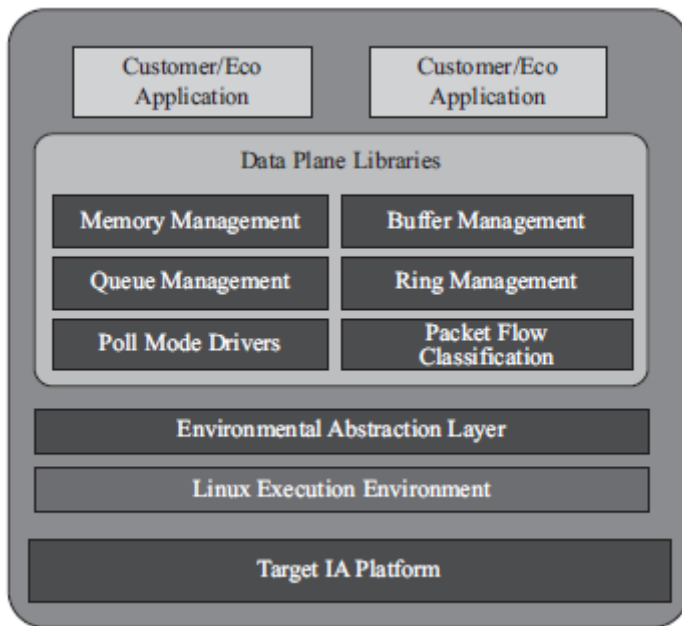 Customer/Eco
Application
Customer/Eco
Application
Data Plane Libraries
Memory Management
Buffer Management
Queue Management
Ring Management
Poll Mode Drivers
Packet Flow
Classification
Environmental Abstraction Layer
Linux Execution Environment
Target IA Platform